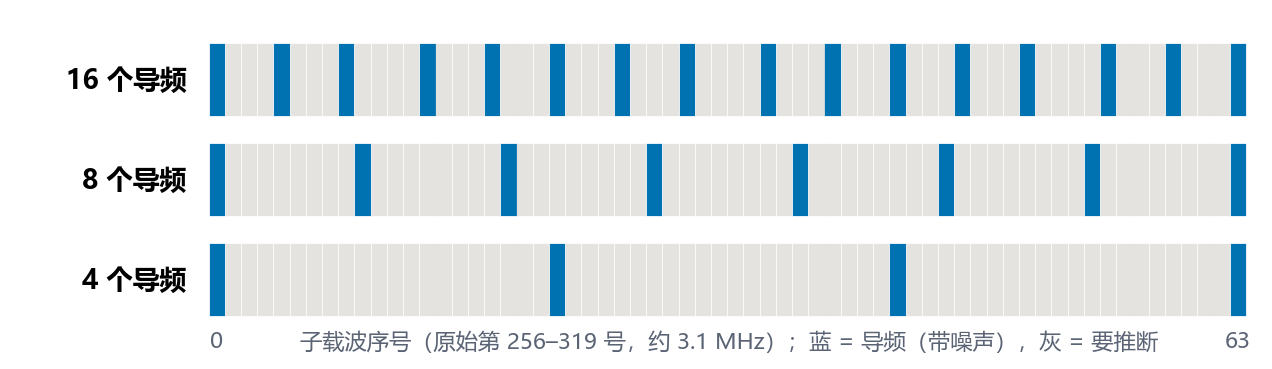 16 个导频
8 个导频
4 个导频
0 子载波序号（原始第 256–319 号，约 3.1 MHz）；蓝 = 导频（带噪声），灰 = 要推断 63